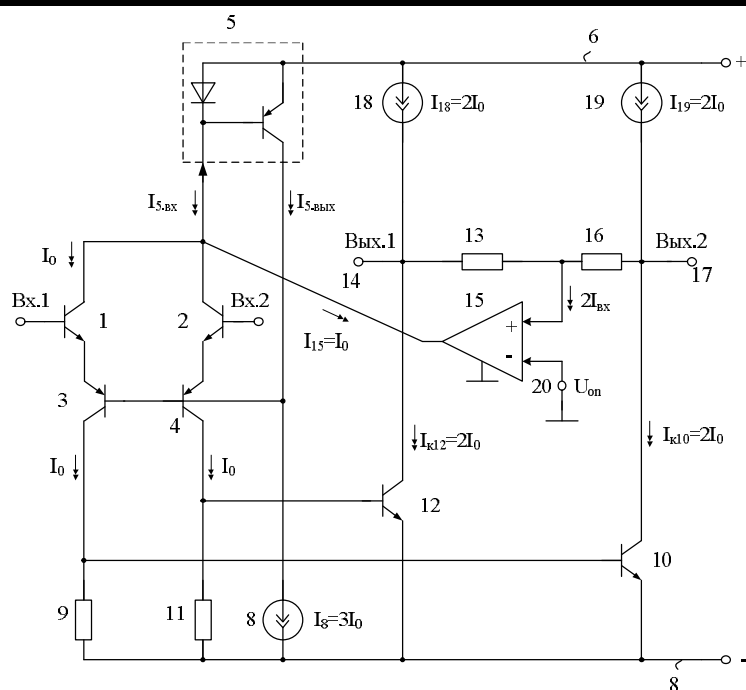 5
6
+
18
I₁₈=2I₀
19
I₁₉=2I₀
I₅.вх
I₅.вых
I₀
Вых.1
13
16
Вых.2
14
15
17
Вх.1
Вх.2
1
2
2Iвх
+
-
I₁₅=I₀
20
Uоп
3
4
Iк12=2I₀
Iк10=2I₀
I₀
I₀
12
10
9
11
8
I₈=3I₀
8
-